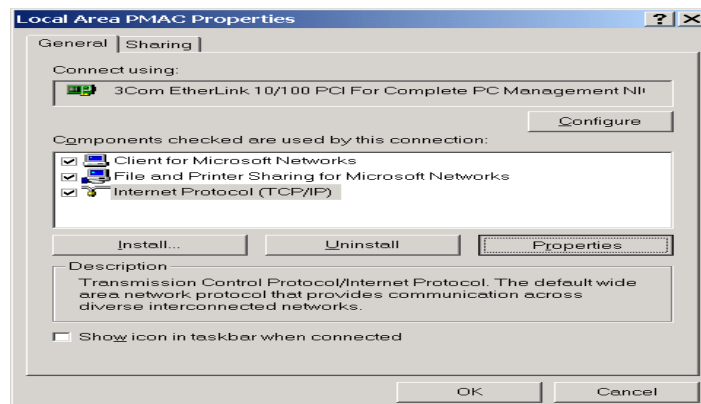 Local Area PMAC Properties
General Sharing
Connect using:
3Com EtherLink 10/100 PCI For Complete PC Management NI
Configure
Components checked are used by this connection:
Client for Microsoft Networks
File and Printer Sharing for Microsoft Networks
Internet Protocol (TCP/IP)
Install... Uninstall Properties
Description
Transmission Control Protocol/Internet Protocol. The default wide
area network protocol that provides communication across
diverse interconnected networks.
Show icon in taskbar when connected
OK Cancel